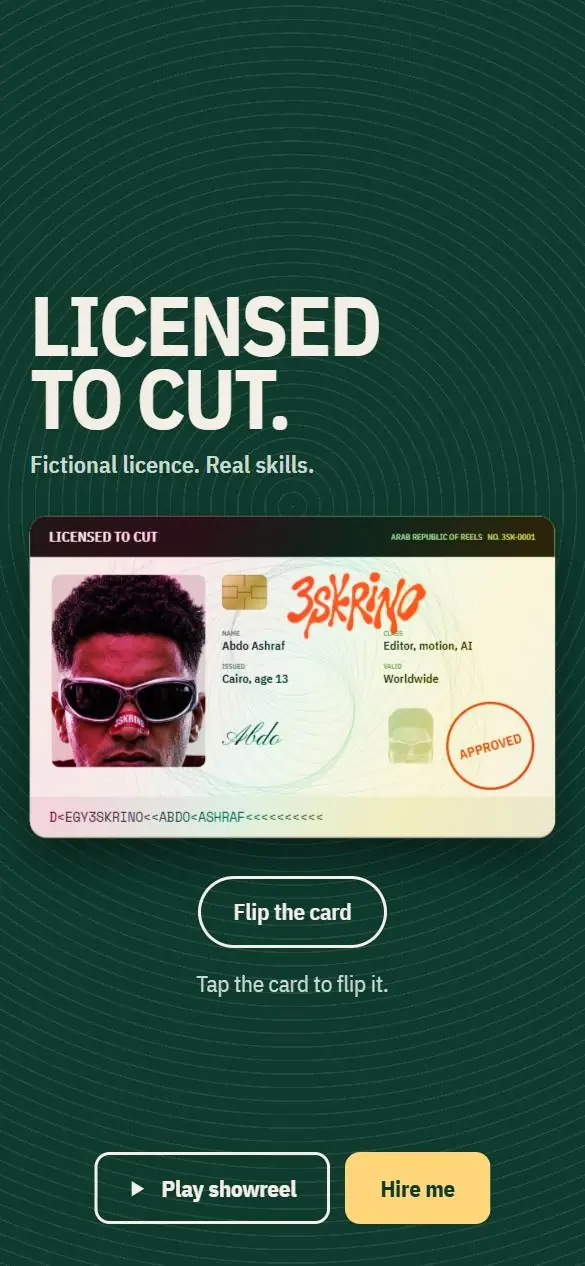 LICENSED
TO CUT.
Fictional licence. Real skills.
LICENSED TO CUT
ARAB REPUBLIC OF REELS NO. 3SK-0001
3SKRINO
NAME
CLASS
Abdo Ashraf
Editor, motion, AI
ISSUED
VALID
Cairo, age 13
Worldwide
3SKRINO
Abdo
APPROVED
D<EGY3SKRINO<<ABDO<ASHRAF<<<<<<<<<<
Flip the card
Tap the card to flip it.
Play showreel
Hire me